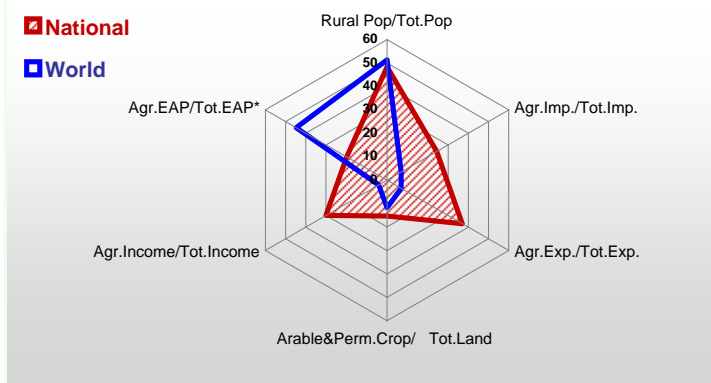 National
World
Rural Pop/Tot.Pop
60
50
40
30
20
10
0
Agr.EAP/Tot.EAP*
Agr.Imp./Tot.Imp.
Agr.Income/Tot.Income
Agr.Exp./Tot.Exp.
Arable&Perm.Crop/ Tot.Land